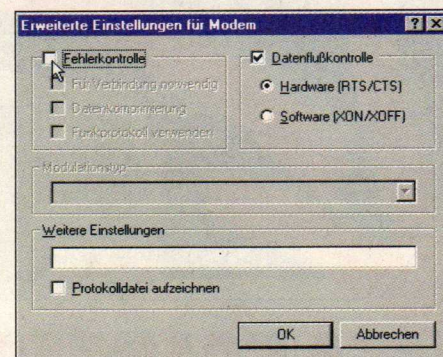 Erweiterte Einstellungen für Modem
Fehlerkontrolle
Für Verbindung notwendig
Datenkomprimierung
Funkprotokoll verwenden
Datenflußkontrolle
Hardware (RTS/CTS)
Software (XON/XOFF)
Modulationstyp
Weitere Einstellungen
Protokolldatei aufzeichnen
OK
Abbrechen